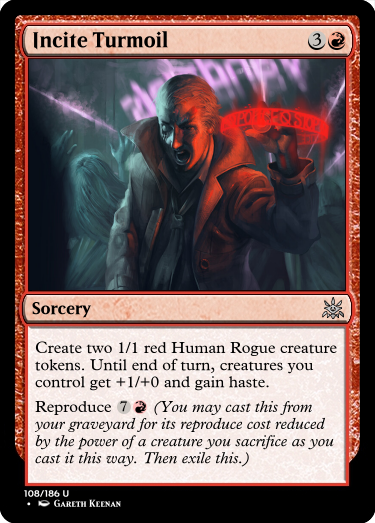 Incite Turmoil 3
Sorcery
Create two 1/1 red Human Rogue creature
tokens. Until end of turn, creatures you
control get +1/+0 and gain haste.
Reproduce 7 (You may cast this from
your graveyard for its reproduce cost reduced
by the power of a creature you sacrifice as you
cast it this way. Then exile this.)
108/186 U
• Gareth Keenan